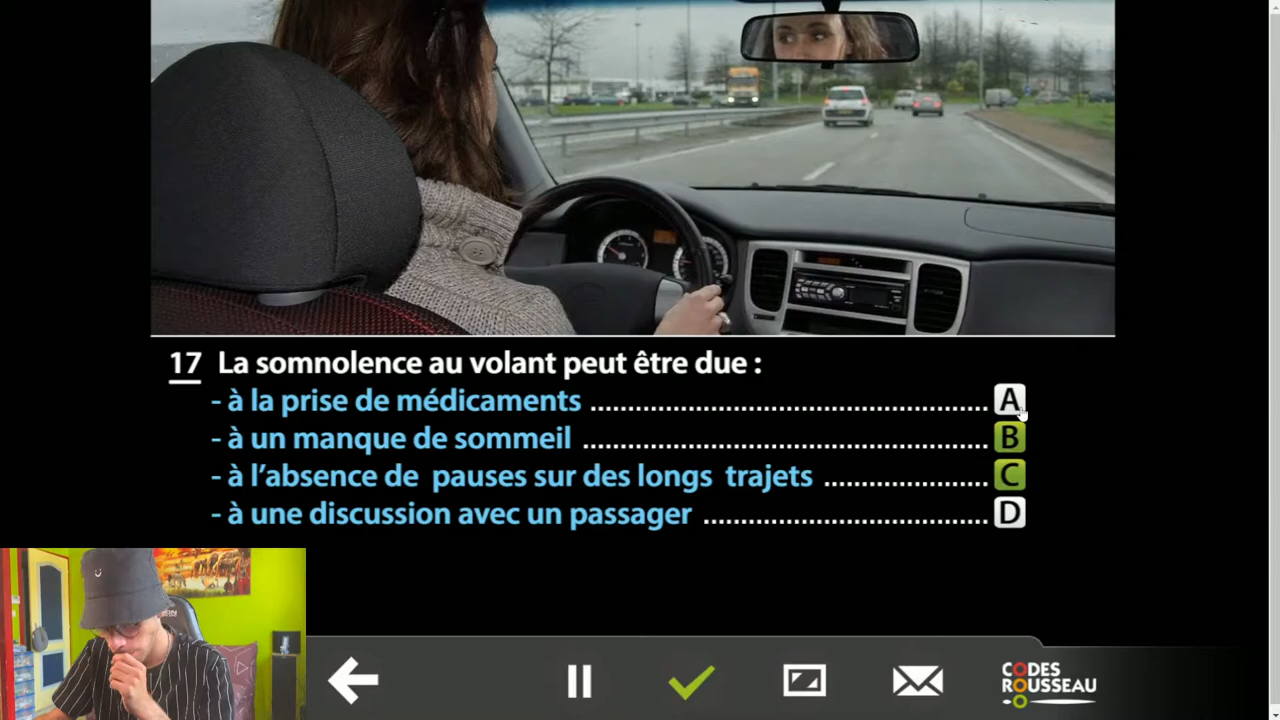 17 La somnolence au volant peut être due :
- à la prise de médicaments ........................................................ A
- à un manque de sommeil ......................................................... B
- à l’absence de pauses sur des longs trajets ...................... C
- à une discussion avec un passager ....................................... D
CODES
ROUSSEAU